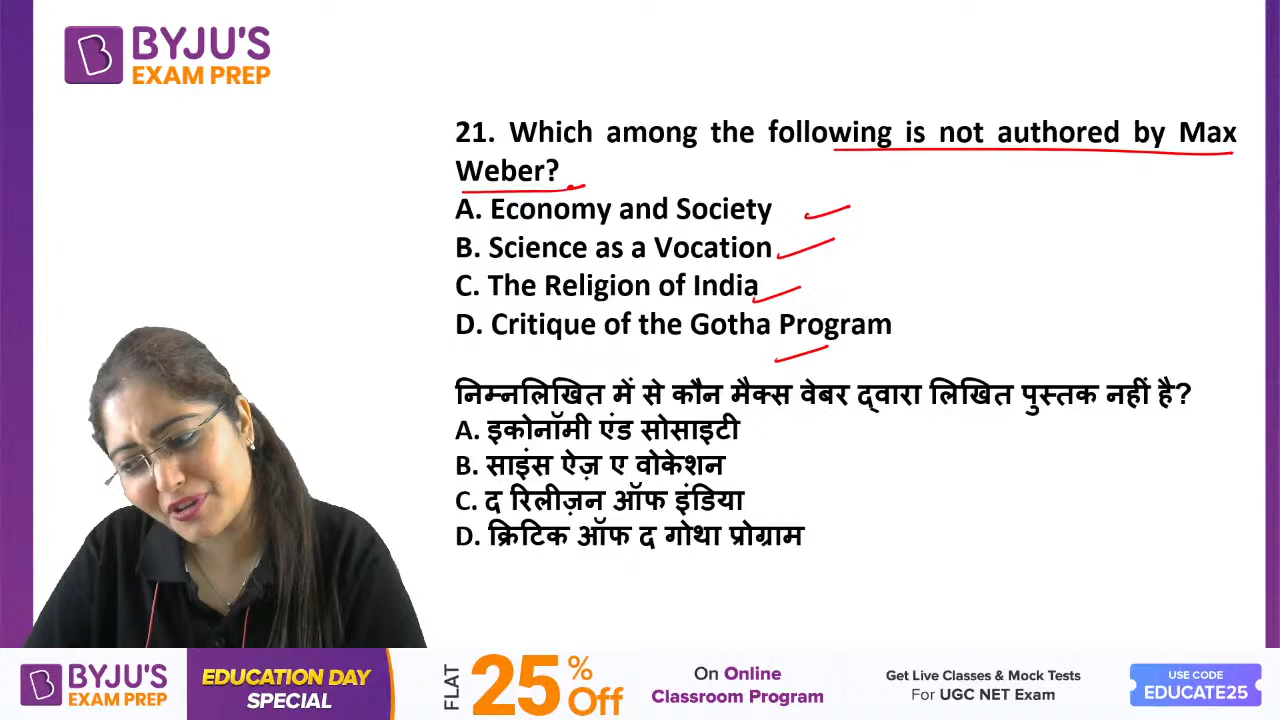 BYJU'S
EXAM PREP
21. Which among the following is not authored by Max
Weber?
A. Economy and Society
B. Science as a Vocation
C. The Religion of India
D. Critique of the Gotha Program
निम्नलिखित में से कौन मैक्स वेबर द्वारा लिखित पुस्तक नहीं है?
A. इकोनॉमी एंड सोसाइटी
B. साइंस ऐज़ ए वोकेशन
C. द रिलीज़न ऑफ इंडिया
D. क्रिटिक ऑफ द गोथा प्रोग्राम
BYJU'S
EXAM PREP
EDUCATION DAY
SPECIAL
FLAT
25% Off
On Online
Classroom Program
Get Live Classes & Mock Tests
For UGC NET Exam
USE CODE
EDUCATE25